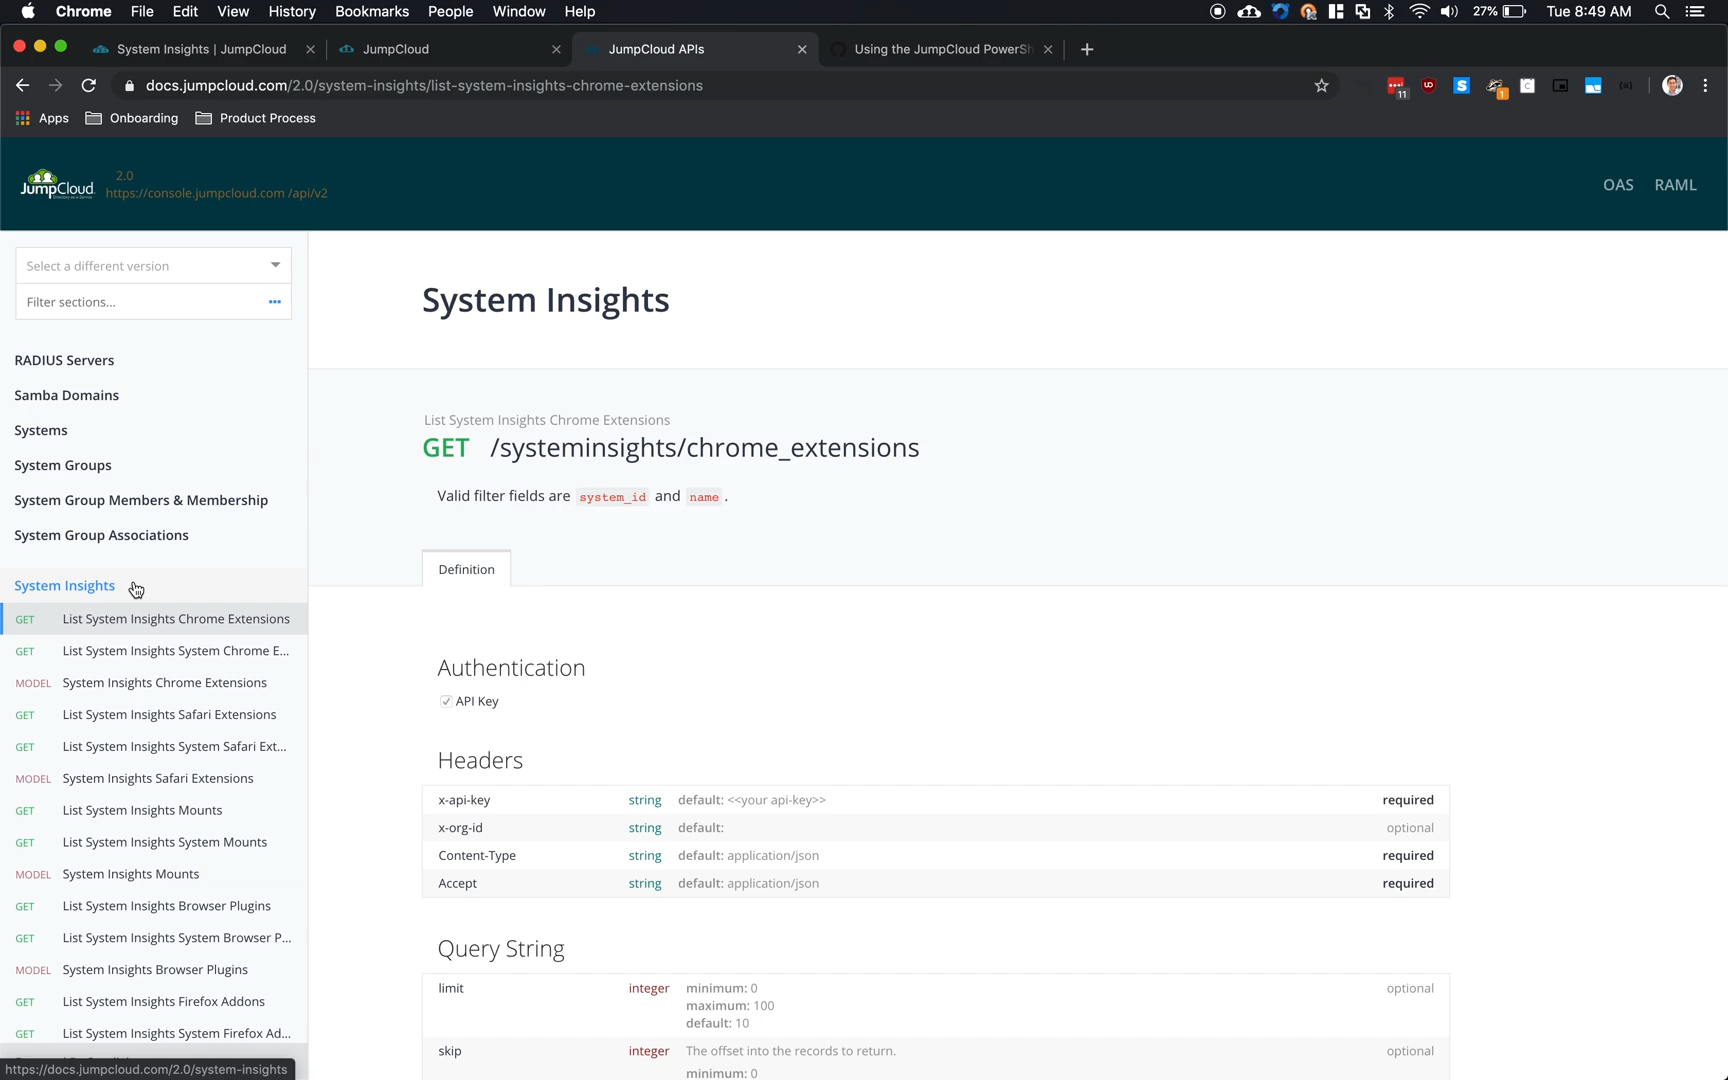 Chrome File Edit View History Bookmarks People Window Help 27% Tue 8:49 AM
System Insights | JumpCloud JumpCloud JumpCloud APIs Using the JumpCloud PowerSh
docs.jumpcloud.com/2.0/system-insights/list-system-insights-chrome-extensions 11 1
Apps Onboarding Product Process
JumpCloud 2.0 https://console.jumpcloud.com /api/v2 OAS RAML
Select a different version
Filter sections... •••
RADIUS Servers
Samba Domains
Systems
System Groups
System Group Members & Membership
System Group Associations
System Insights
GET List System Insights Chrome Extensions
GET List System Insights System Chrome E...
MODEL System Insights Chrome Extensions
GET List System Insights Safari Extensions
GET List System Insights System Safari Ext...
MODEL System Insights Safari Extensions
GET List System Insights Mounts
GET List System Insights System Mounts
MODEL System Insights Mounts
GET List System Insights Browser Plugins
GET List System Insights System Browser P...
MODEL System Insights Browser Plugins
GET List System Insights Firefox Addons
GET List System Insights System Firefox Ad...
https://docs.jumpcloud.com/2.0/system-insights
System Insights
List System Insights Chrome Extensions
GET /systeminsights/chrome_extensions
Valid filter fields are system_id and name .
Definition
Authentication
API Key
Headers
x-api-key string default: <<your api-key>> required
x-org-id string default: optional
Content-Type string default: application/json required
Accept string default: application/json required
Query String
limit integer minimum: 0 optional
maximum: 100
default: 10
skip integer The offset into the records to return. optional
minimum: 0